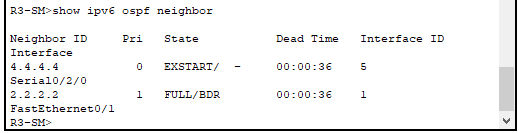 R3-SM>show ipv6 ospf neighbor
Neighbor ID     Pri   State           Dead Time   Interface ID
Interface
4.4.4.4           0   EXSTART/  -     00:00:36    5
Serial0/2/0
2.2.2.2           1   FULL/BDR        00:00:36    1
FastEthernet0/1
R3-SM>